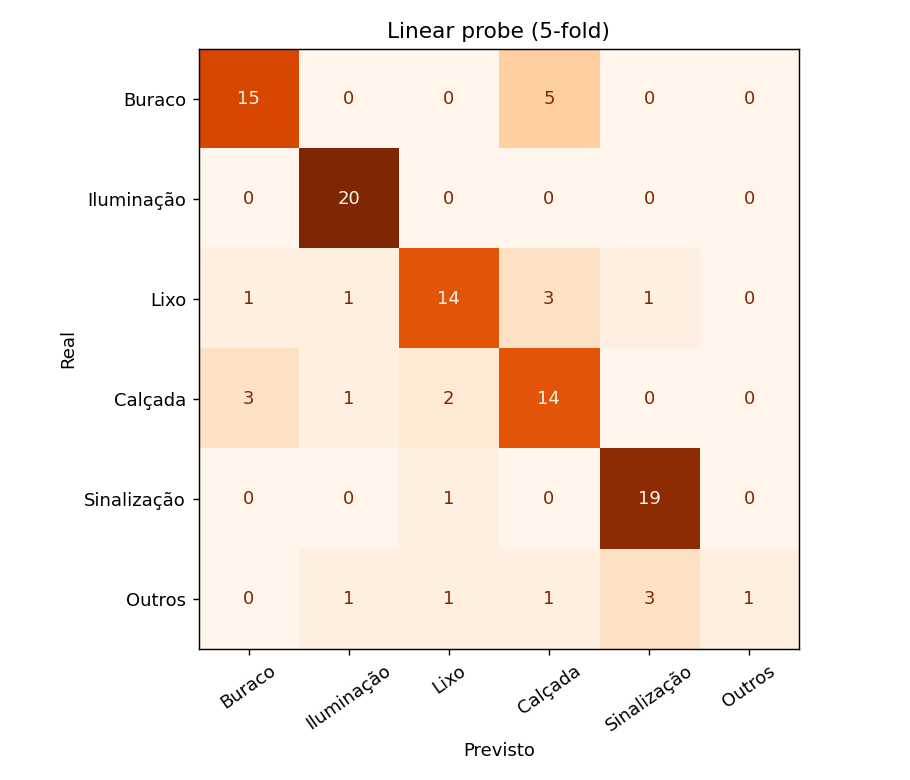 Linear probe (5-fold)
Real
Buraco 15 0 0 5 0 0
Iluminação 0 20 0 0 0 0
Lixo 1 1 14 3 1 0
Calçada 3 1 2 14 0 0
Sinalização 0 0 1 0 19 0
Outros 0 1 1 1 3 1
Buraco Iluminação Lixo Calçada Sinalização Outros
Previsto